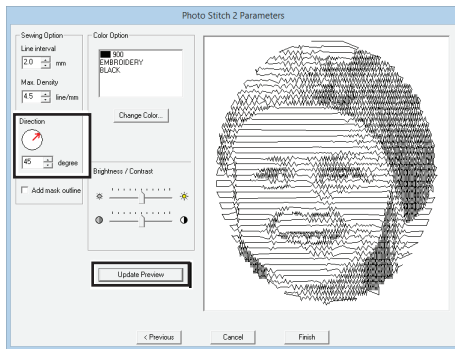 Photo Stitch 2 Parameters
Sewing Option
Line interval
2.0 mm
Max. Density
4.5 line/mm
Direction
45 degree
Add mask outline
Color Option
900
EMBROIDERY
BLACK
Change Color...
Brightness / Contrast
Update Preview
< Previous
Cancel
Finish